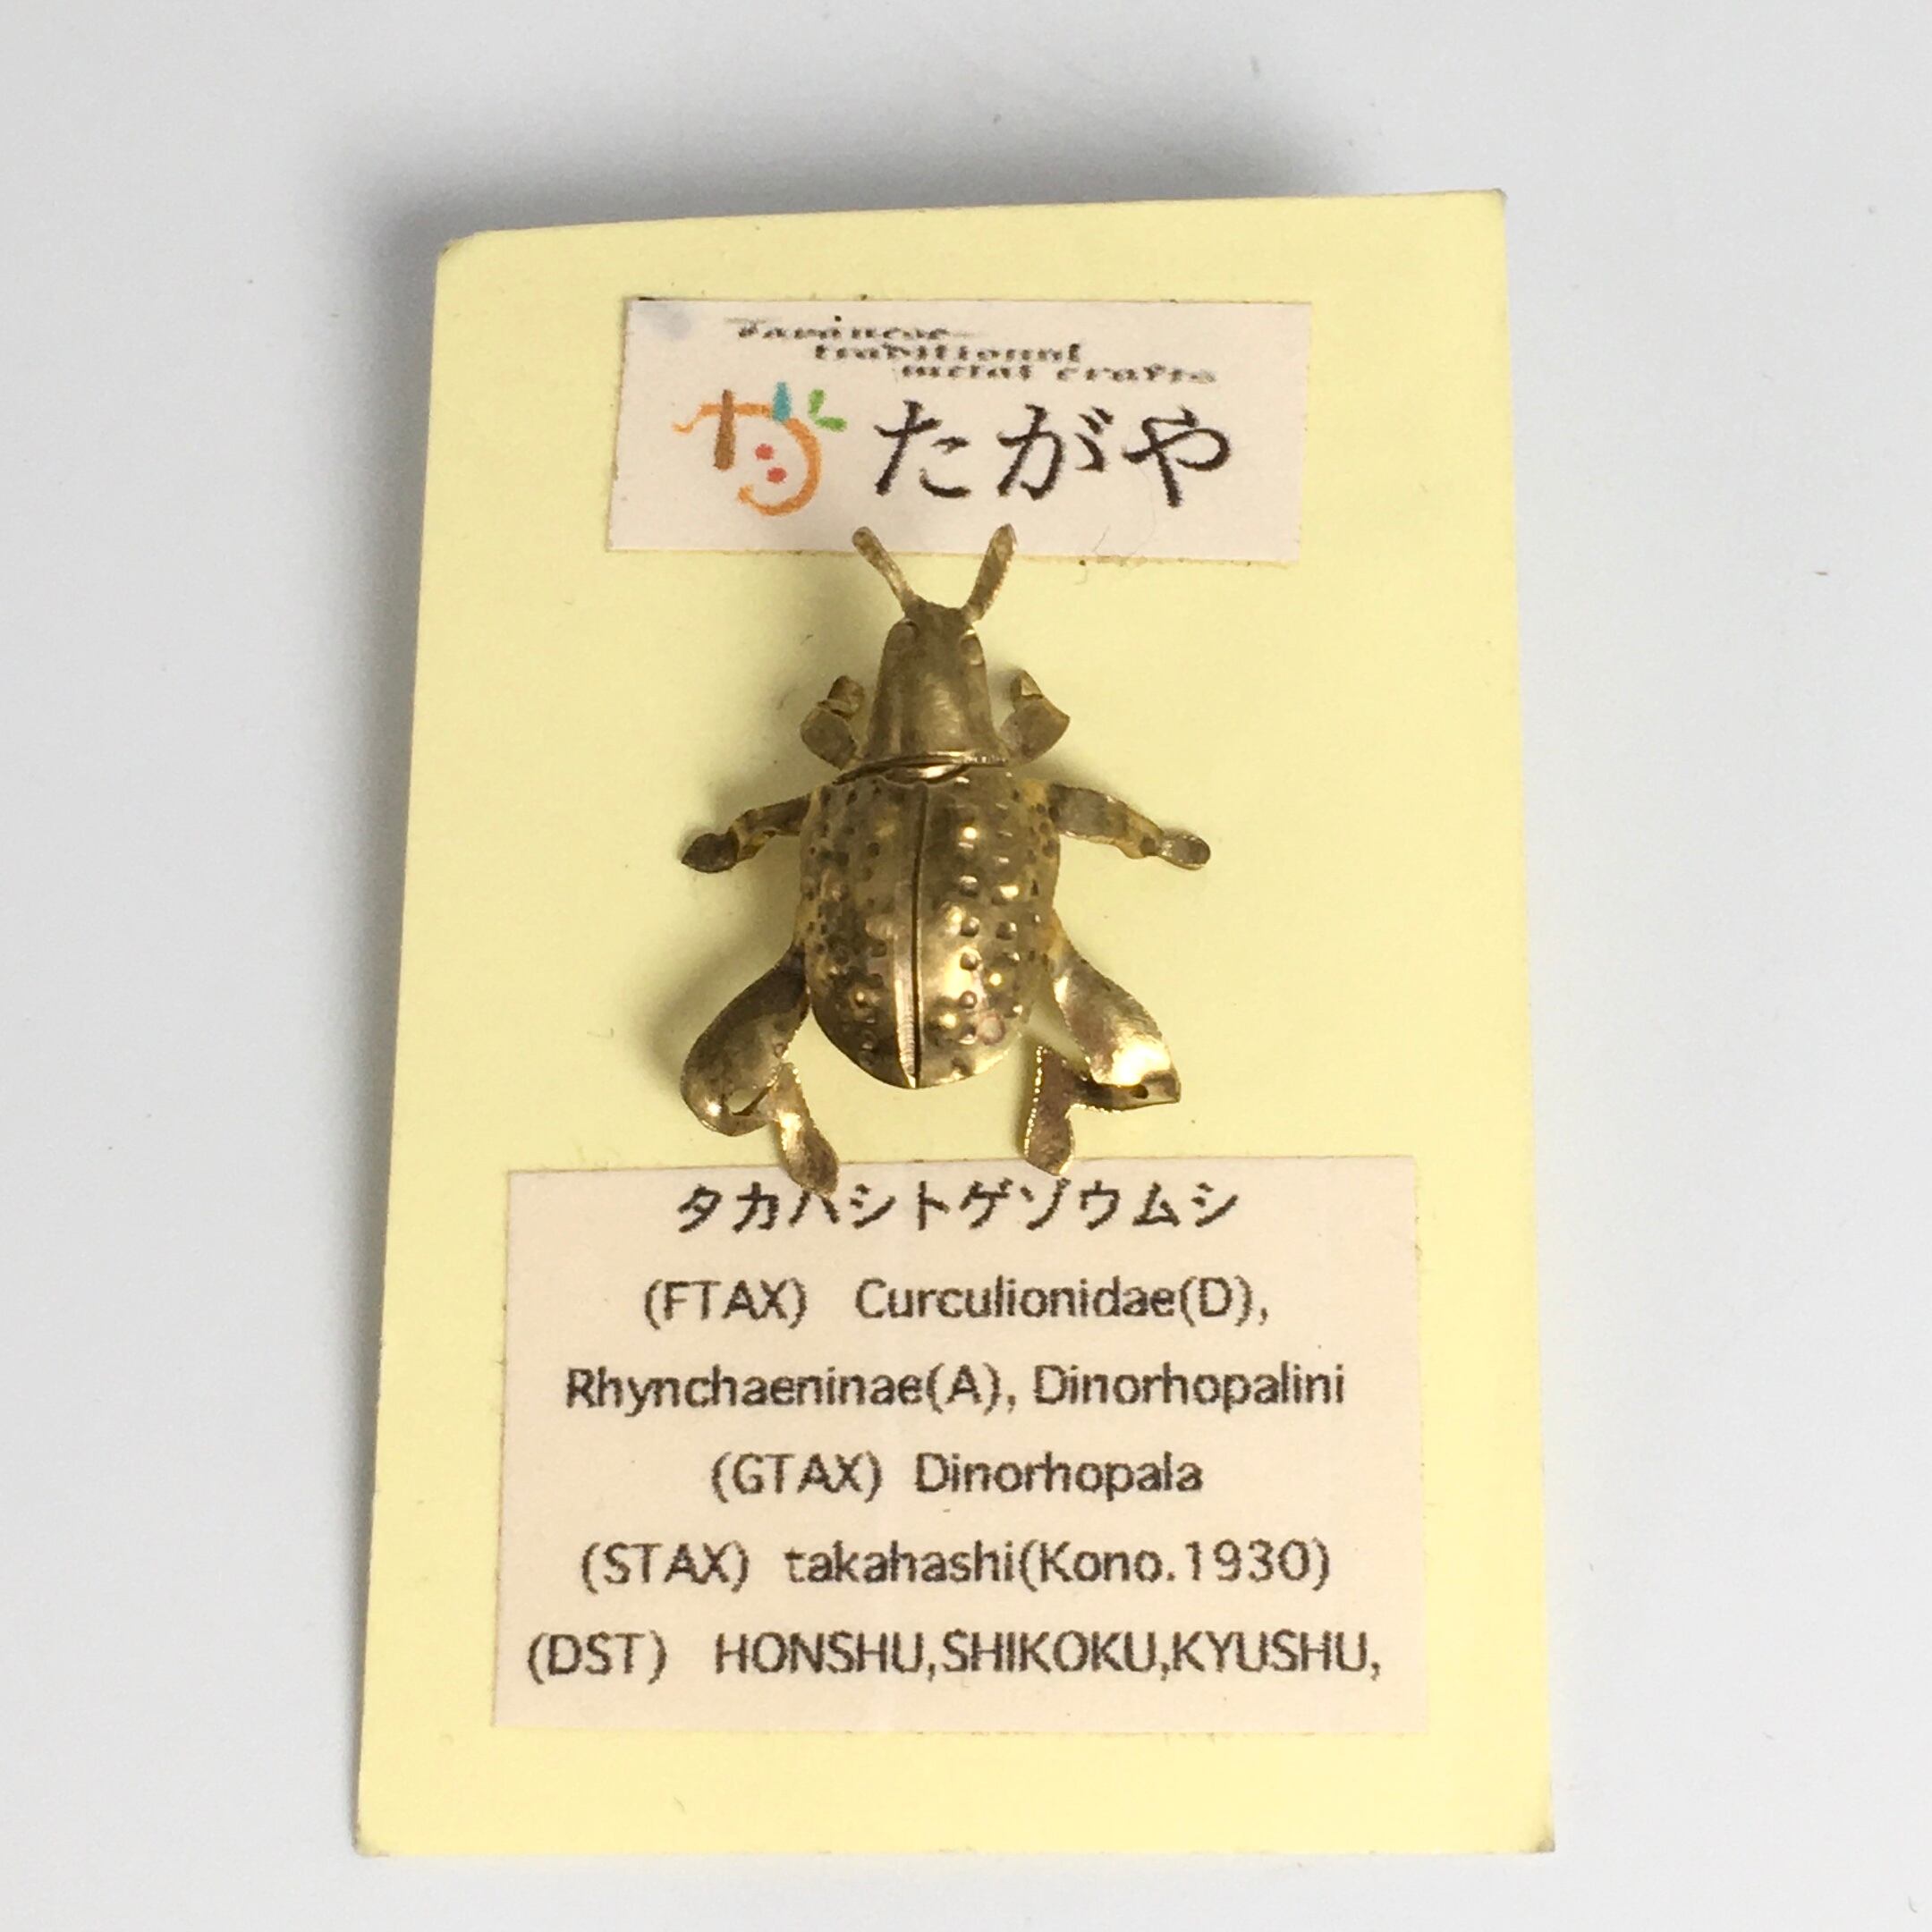 Japanese
traditional
metal crafts
たがや
タカハシトゲゾウムシ
(FTAX) Curculionidae(D),
Rhynchaeninae(A), Dinorhopalini
(GTAX) Dinorhopala
(STAX) takahashi(Kono.1930)
(DST) HONSHU,SHIKOKU,KYUSHU,